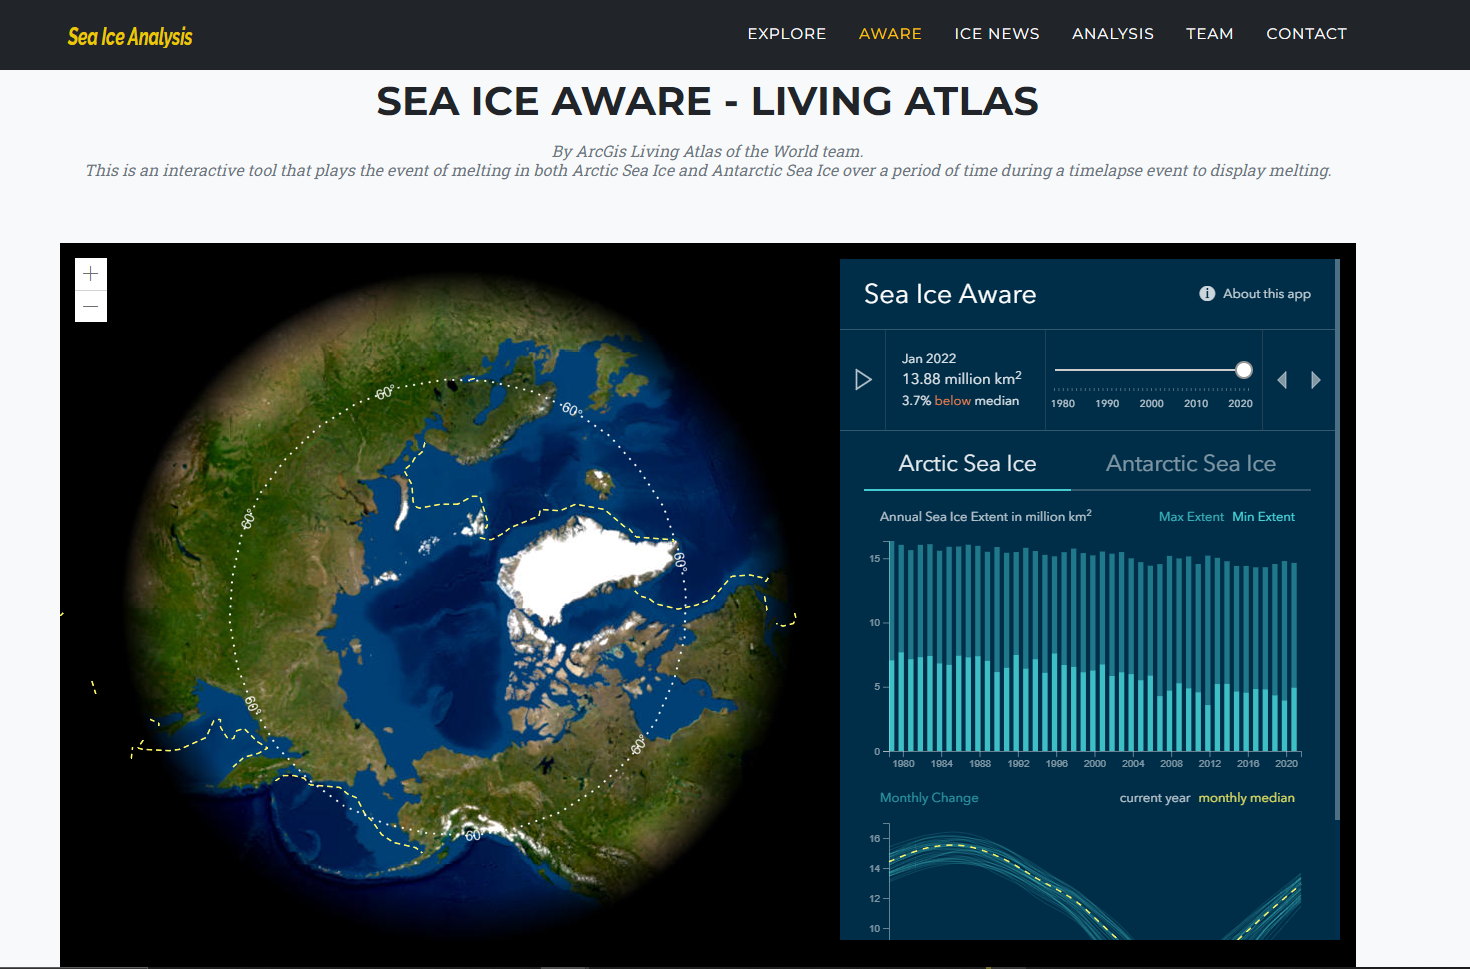 Sea Ice Analysis
EXPLORE AWARE ICE NEWS ANALYSIS TEAM CONTACT
SEA ICE AWARE - LIVING ATLAS
By ArcGis Living Atlas of the World team.
This is an interactive tool that plays the event of melting in both Arctic Sea Ice and Antarctic Sea Ice over a period of time during a timelapse event to display melting.
+
−
60°
60°
60°
60°
60°
60°
60
Sea Ice Aware
i About this app
Jan 2022
13.88 million km²
3.7% below median
1980 1990 2000 2010 2020
Arctic Sea Ice Antarctic Sea Ice
Annual Sea Ice Extent in million km² Max Extent Min Extent
15
10
5
0
1980 1984 1988 1992 1996 2000 2004 2008 2012 2016 2020
Monthly Change current year monthly median
16
14
12
10